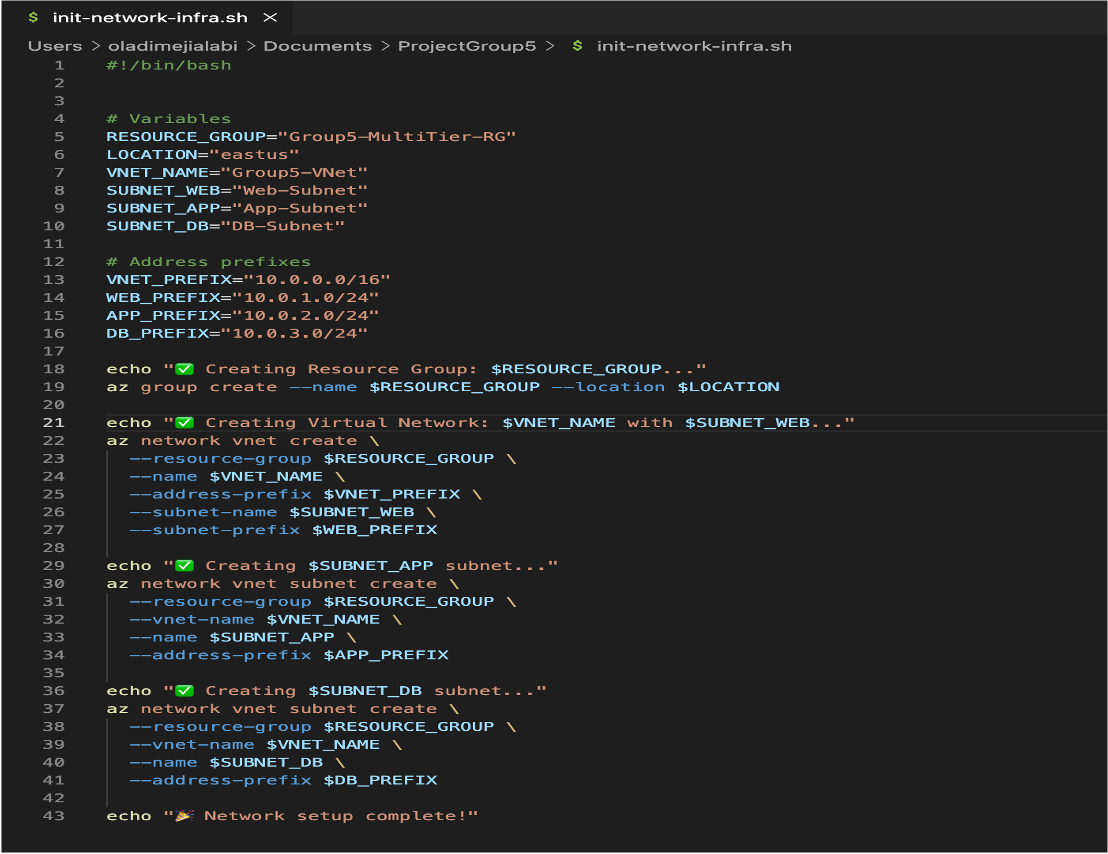 $ init-network-infra.sh ×
Users > oladimejialabi > Documents > ProjectGroup5 > $ init-network-infra.sh
1 #!/bin/bash
2
3
4 # Variables
5 RESOURCE_GROUP="Group5-MultiTier-RG"
6 LOCATION="eastus"
7 VNET_NAME="Group5-VNet"
8 SUBNET_WEB="Web-Subnet"
9 SUBNET_APP="App-Subnet"
10 SUBNET_DB="DB-Subnet"
11
12 # Address prefixes
13 VNET_PREFIX="10.0.0.0/16"
14 WEB_PREFIX="10.0.1.0/24"
15 APP_PREFIX="10.0.2.0/24"
16 DB_PREFIX="10.0.3.0/24"
17
18 echo "✅ Creating Resource Group: $RESOURCE_GROUP..."
19 az group create --name $RESOURCE_GROUP --location $LOCATION
20
21 echo "✅ Creating Virtual Network: $VNET_NAME with $SUBNET_WEB..."
22 az network vnet create \
23   --resource-group $RESOURCE_GROUP \
24   --name $VNET_NAME \
25   --address-prefix $VNET_PREFIX \
26   --subnet-name $SUBNET_WEB \
27   --subnet-prefix $WEB_PREFIX
28
29 echo "✅ Creating $SUBNET_APP subnet..."
30 az network vnet subnet create \
31   --resource-group $RESOURCE_GROUP \
32   --vnet-name $VNET_NAME \
33   --name $SUBNET_APP \
34   --address-prefix $APP_PREFIX
35
36 echo "✅ Creating $SUBNET_DB subnet..."
37 az network vnet subnet create \
38   --resource-group $RESOURCE_GROUP \
39   --vnet-name $VNET_NAME \
40   --name $SUBNET_DB \
41   --address-prefix $DB_PREFIX
42
43 echo "🎉 Network setup complete!"